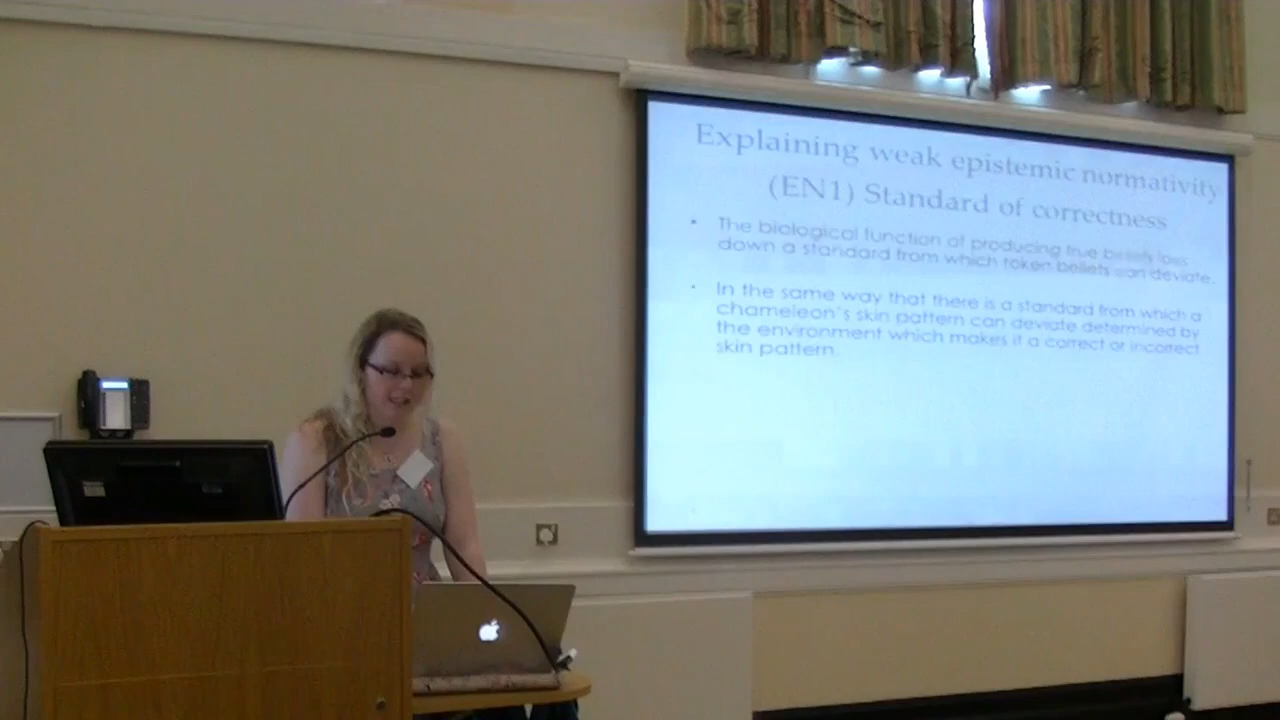 Explaining weak epistemic normativity
(EN1) Standard of correctness
• The biological function of producing true beliefs lays
down a standard from which token beliefs can deviate.
• In the same way that there is a standard from which a
chameleon's skin pattern can deviate determined by
the environment which makes it a correct or incorrect
skin pattern.